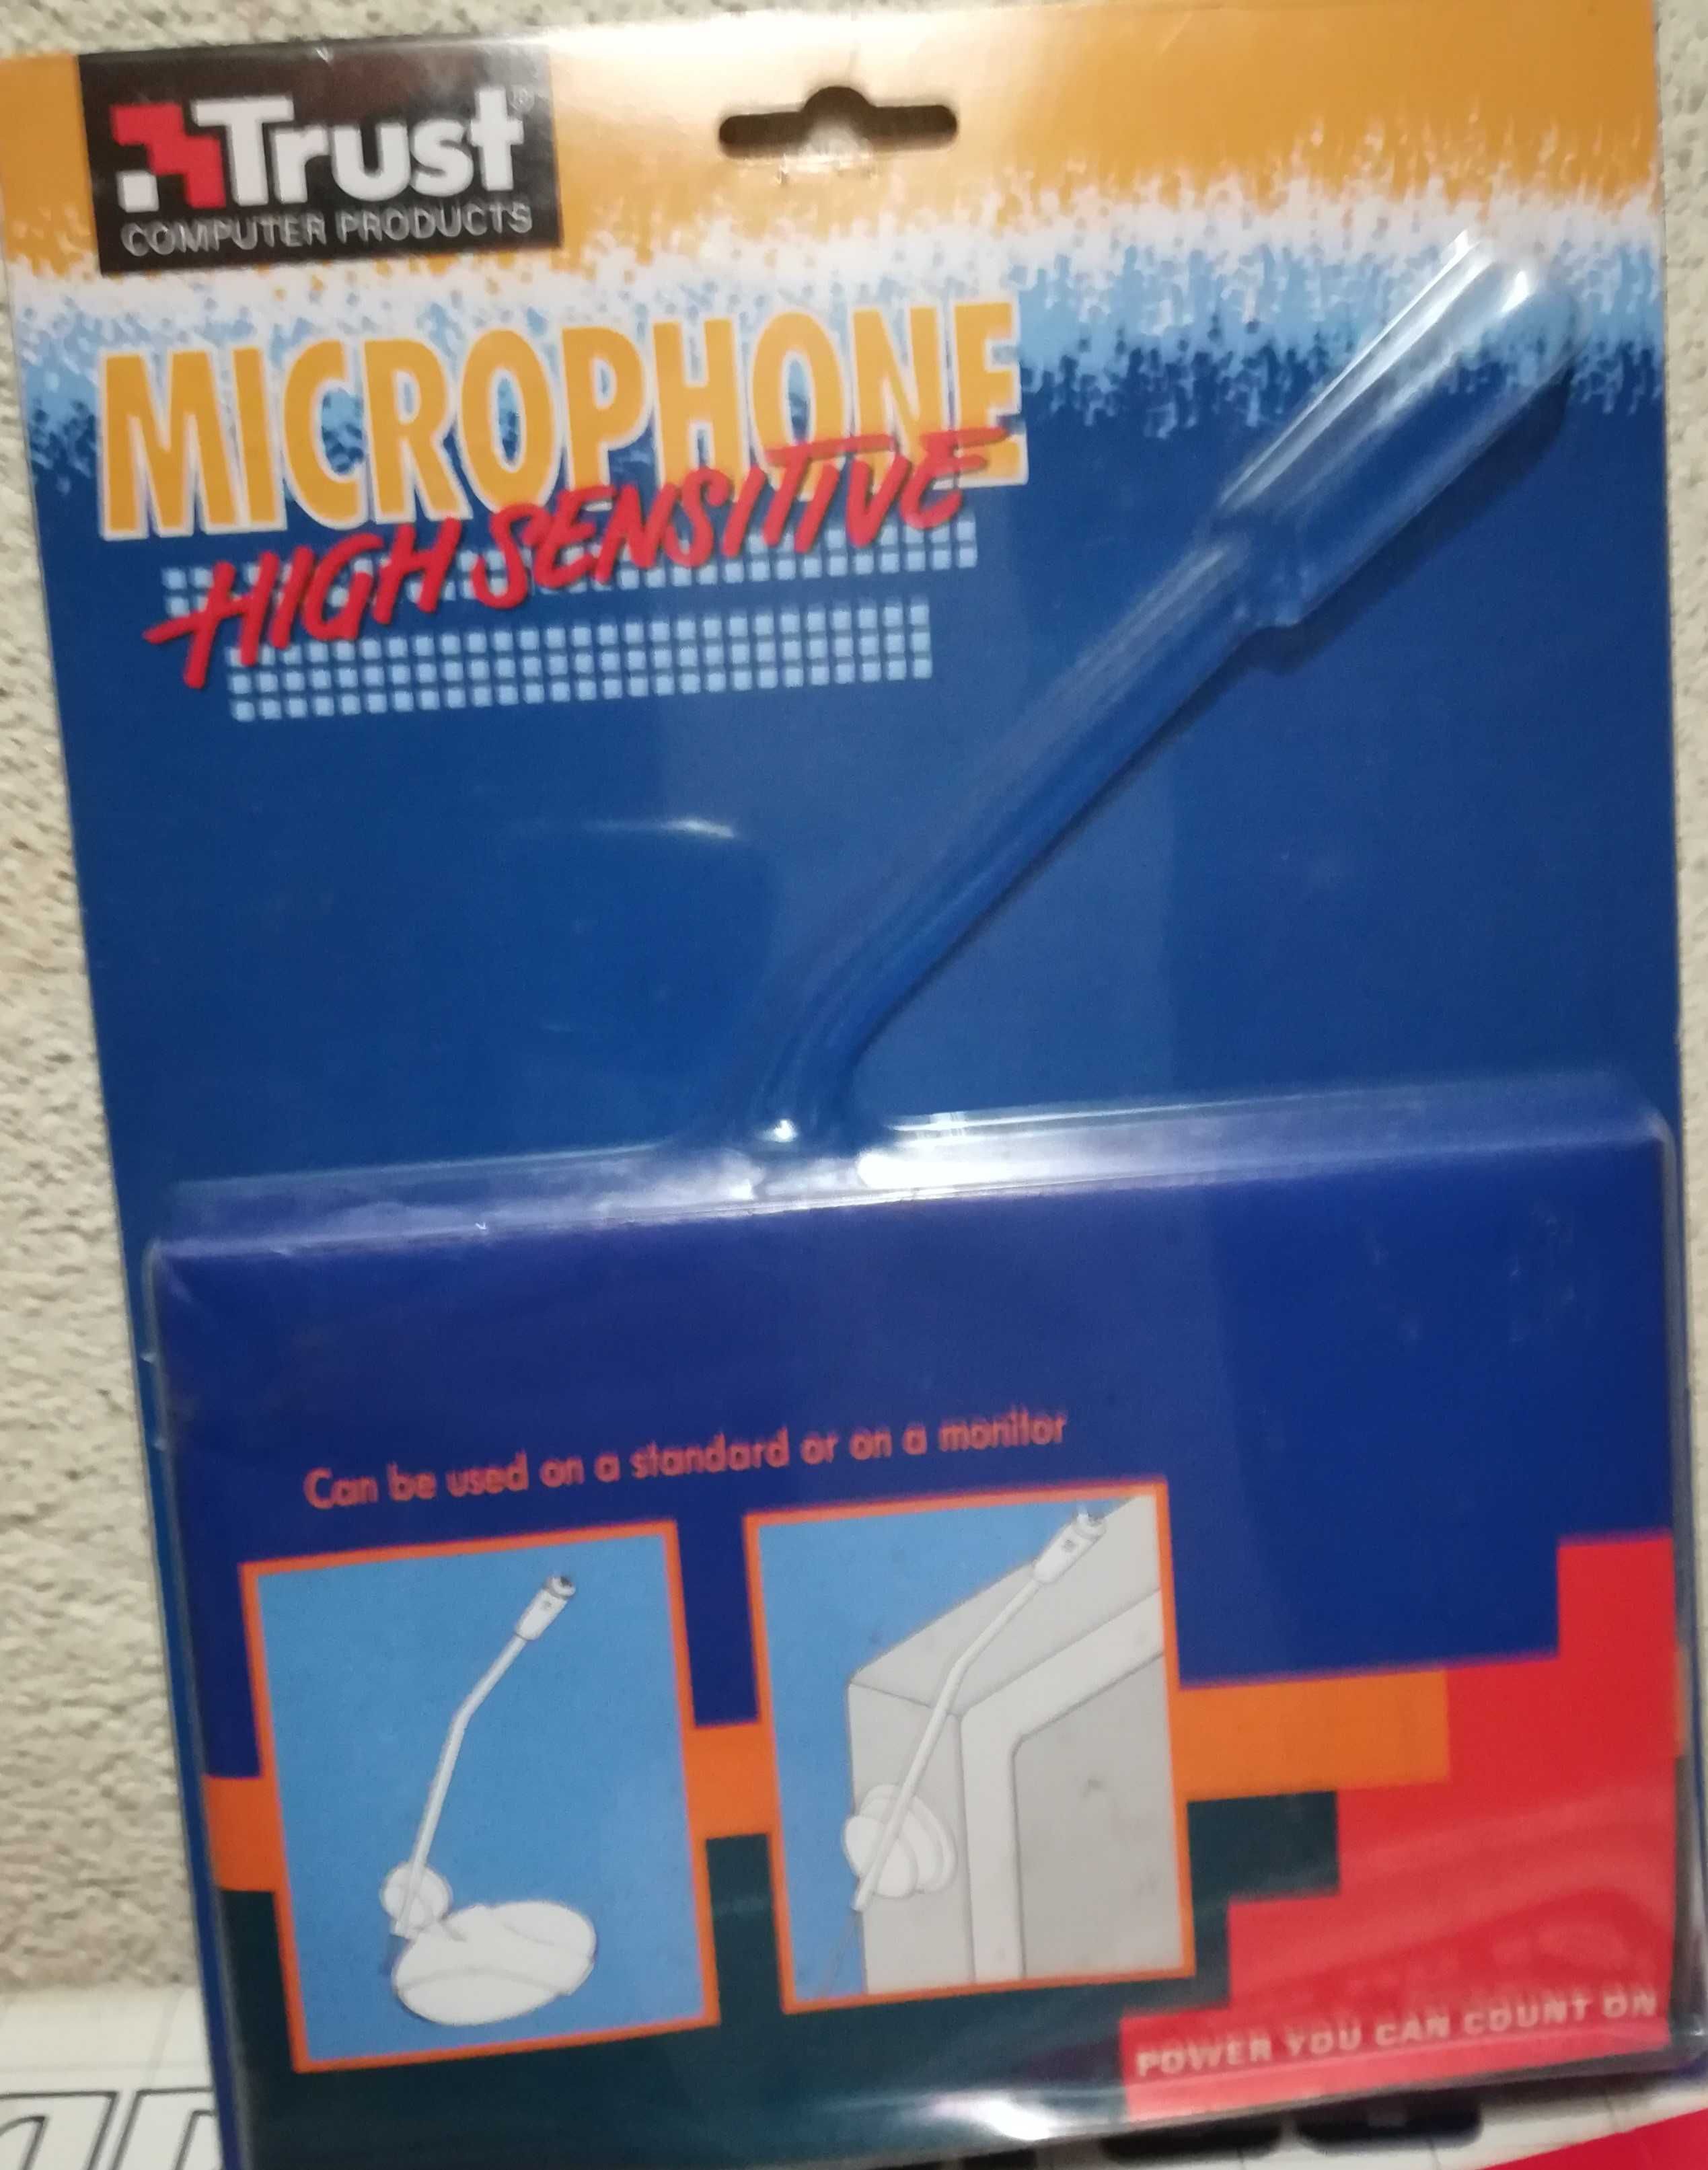 Trust®
COMPUTER PRODUCTS
MICROPHONE
HIGH SENSITIVE
Can be used on a standard or on a monitor
POWER YOU CAN COUNT ON